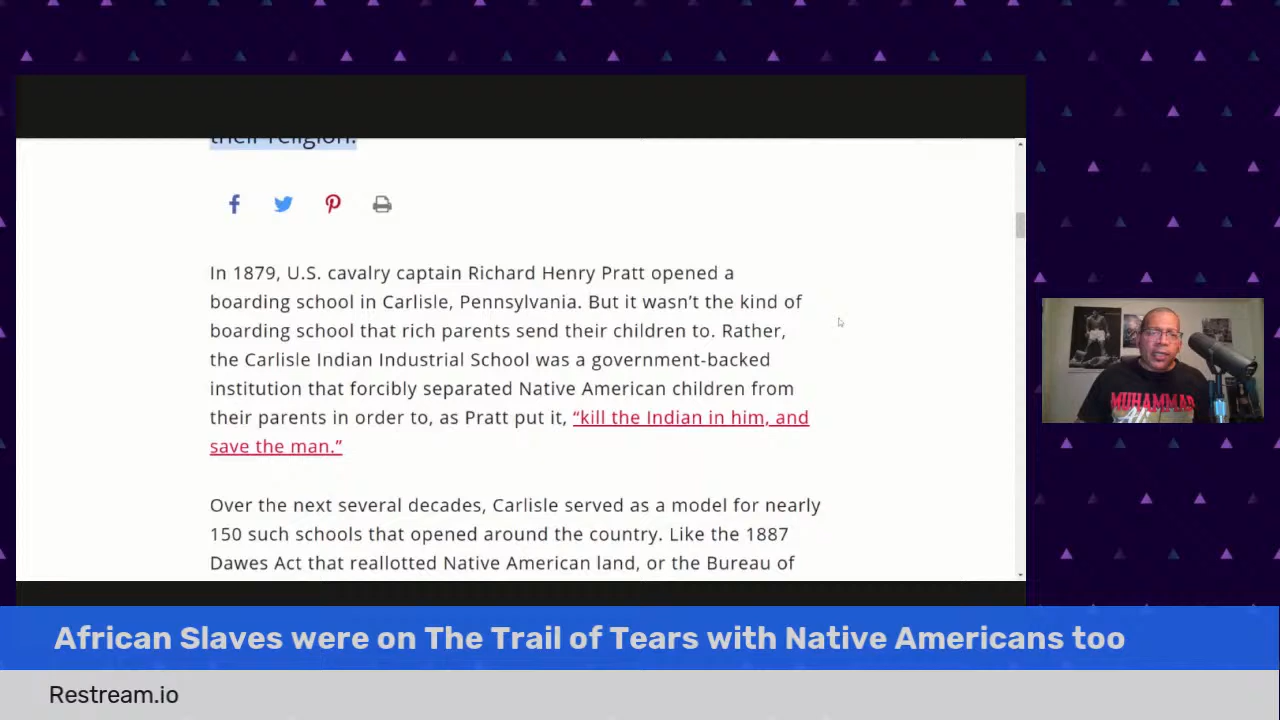 their religion.
In 1879, U.S. cavalry captain Richard Henry Pratt opened a
boarding school in Carlisle, Pennsylvania. But it wasn’t the kind of
boarding school that rich parents send their children to. Rather,
the Carlisle Indian Industrial School was a government-backed
institution that forcibly separated Native American children from
their parents in order to, as Pratt put it, “kill the Indian in him, and
save the man.”
Over the next several decades, Carlisle served as a model for nearly
150 such schools that opened around the country. Like the 1887
Dawes Act that reallotted Native American land, or the Bureau of
MUHAMMAD
African Slaves were on The Trail of Tears with Native Americans too
Restream.io